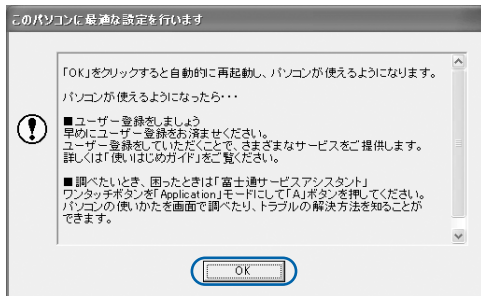 このパソコンに最適な設定を行います
「OK」をクリックすると自動的に再起動し、パソコンが使えるようになります。
パソコンが使えるようになったら・・・
■ユーザー登録をしましょう
早めにユーザー登録をお済ませください。
ユーザー登録をしていただくことで、さまざまなサービスをご提供します。
詳しくは「使いはじめガイド」をご覧ください。
■調べたいとき、困ったときは「富士通サービスアシスタント」
ワンタッチボタンを「Application」モードにして「A」ボタンを押してください。
パソコンの使いかたを画面で調べたり、トラブルの解決方法を知ることが
できます。
OK